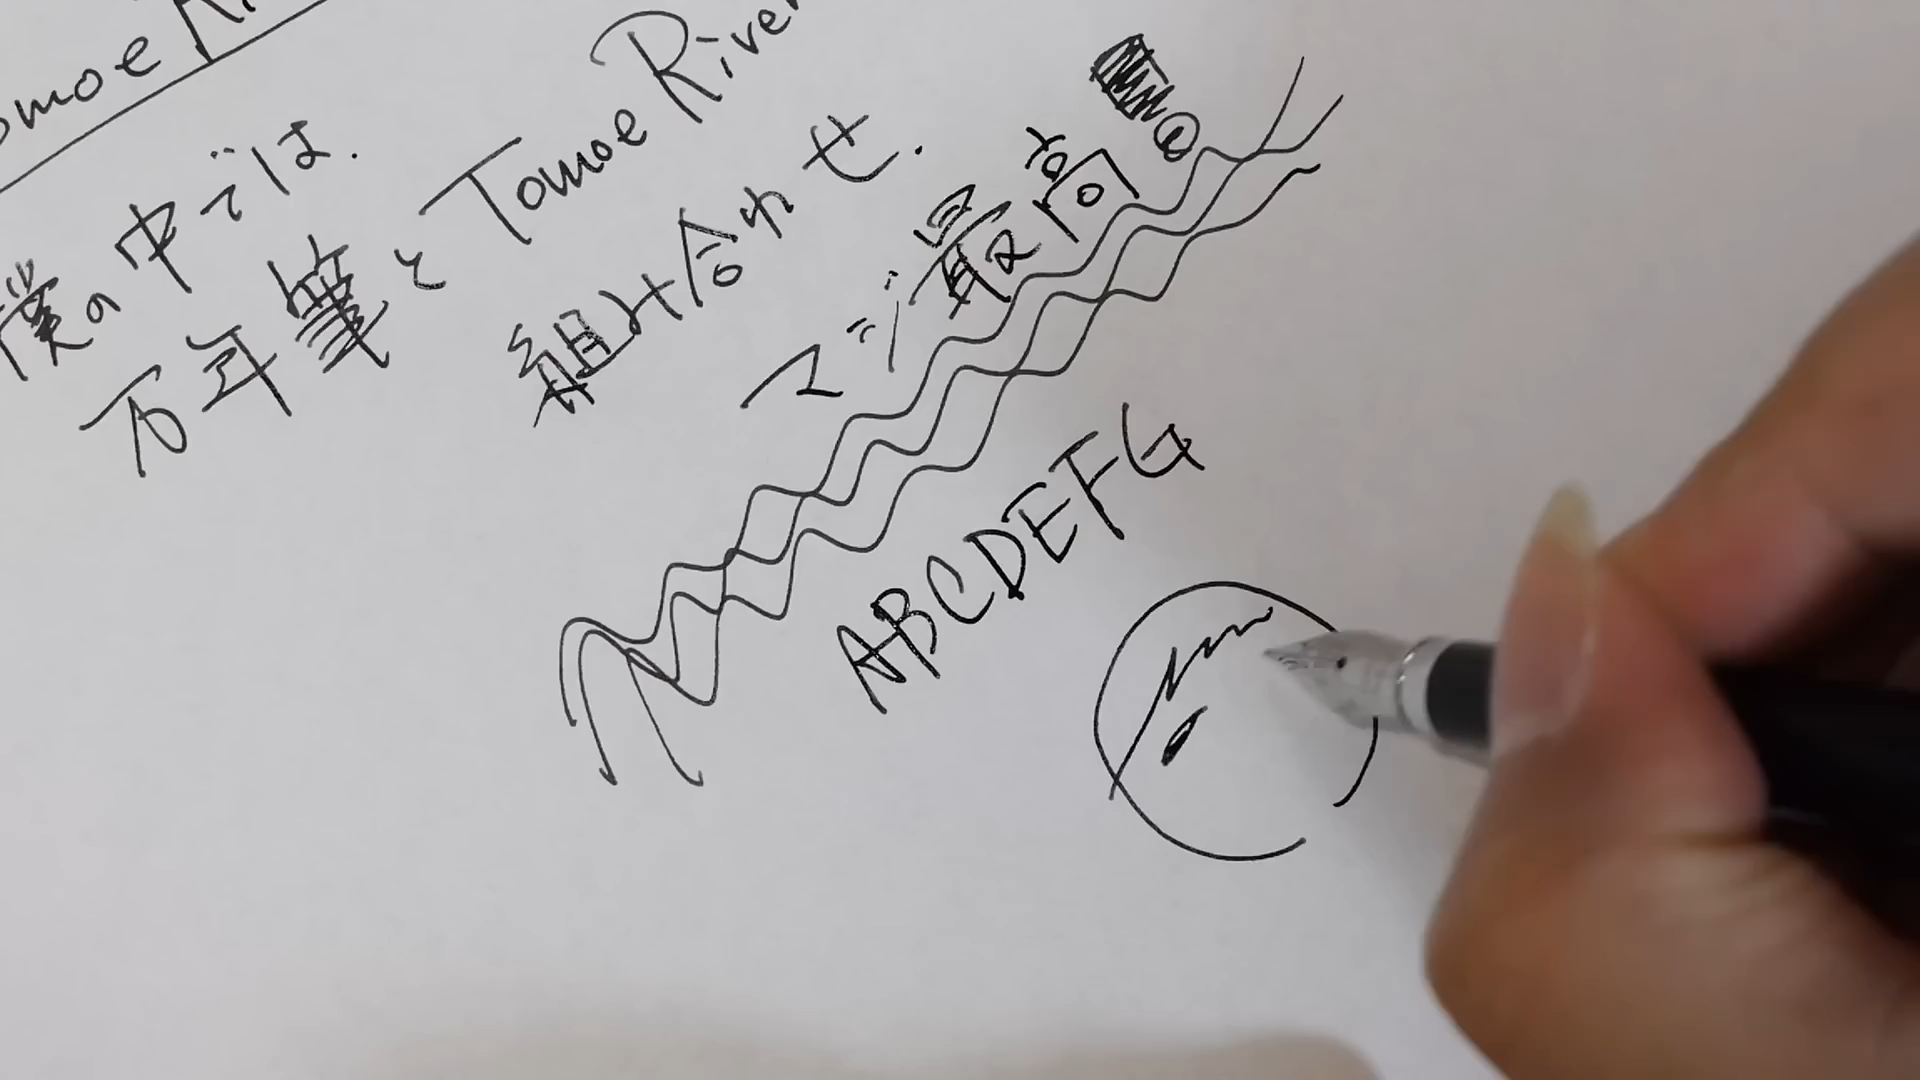 Tomoe Ri
僕の中では.
万年筆とTomoe River
組み合わせ.
マジ最高
ABCDEFG